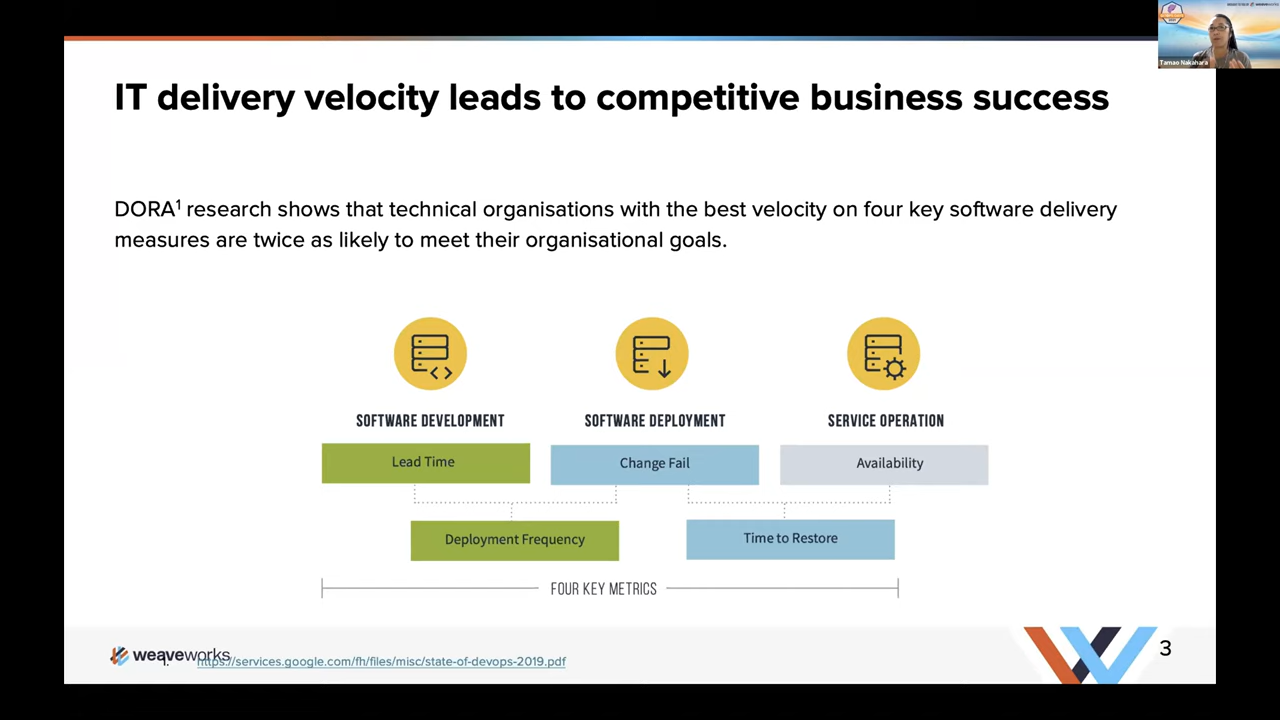 IT delivery velocity leads to competitive business success
DORA¹ research shows that technical organisations with the best velocity on four key software delivery
measures are twice as likely to meet their organisational goals.
SOFTWARE DEVELOPMENT
SOFTWARE DEPLOYMENT
SERVICE OPERATION
Lead Time
Change Fail
Availability
Deployment Frequency
Time to Restore
FOUR KEY METRICS
weaveworks
1.
https://services.google.com/fh/files/misc/state-of-devops-2019.pdf
3
Tamao Nakahara